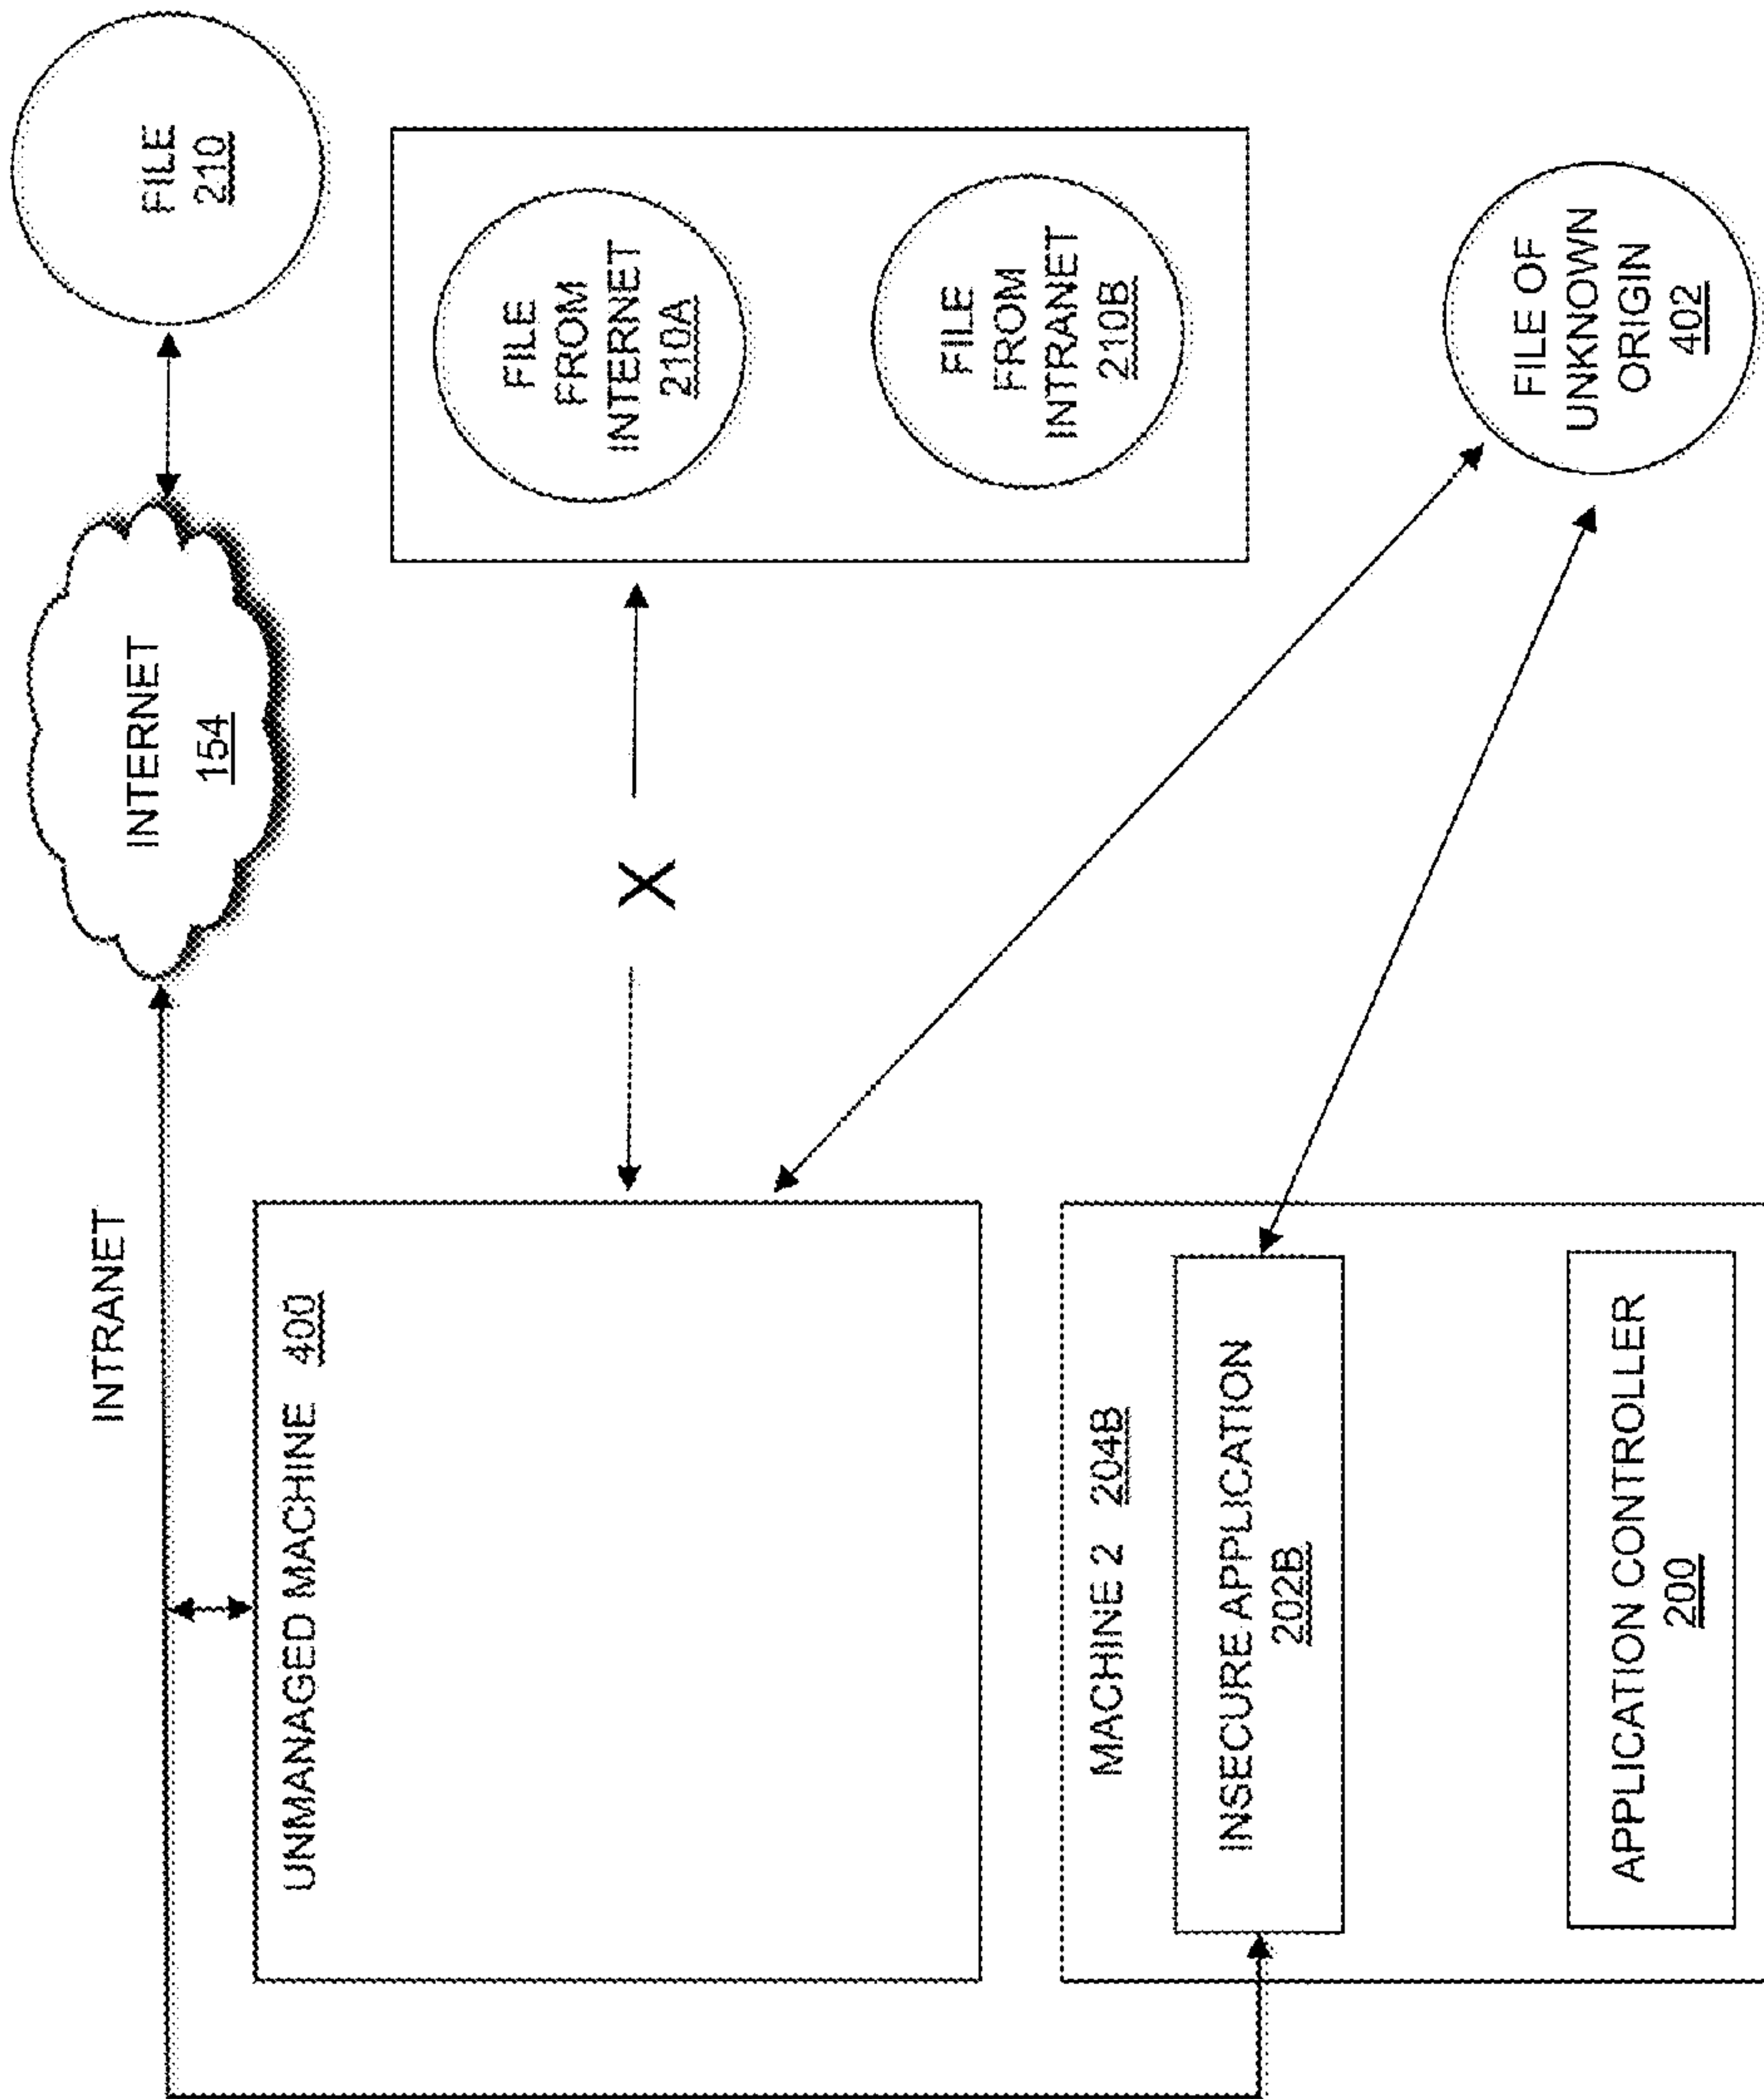 INTRANET
INTERNET
154
FILE
210
UNMANAGED MACHINE 400
X
FILE
FROM
INTERNET
210A
FILE
FROM
INTRANET
210B
MACHINE 2 204B
INSECURE APPLICATION
202B
APPLICATION CONTROLLER
200
FILE OF
UNKNOWN
ORIGIN
402